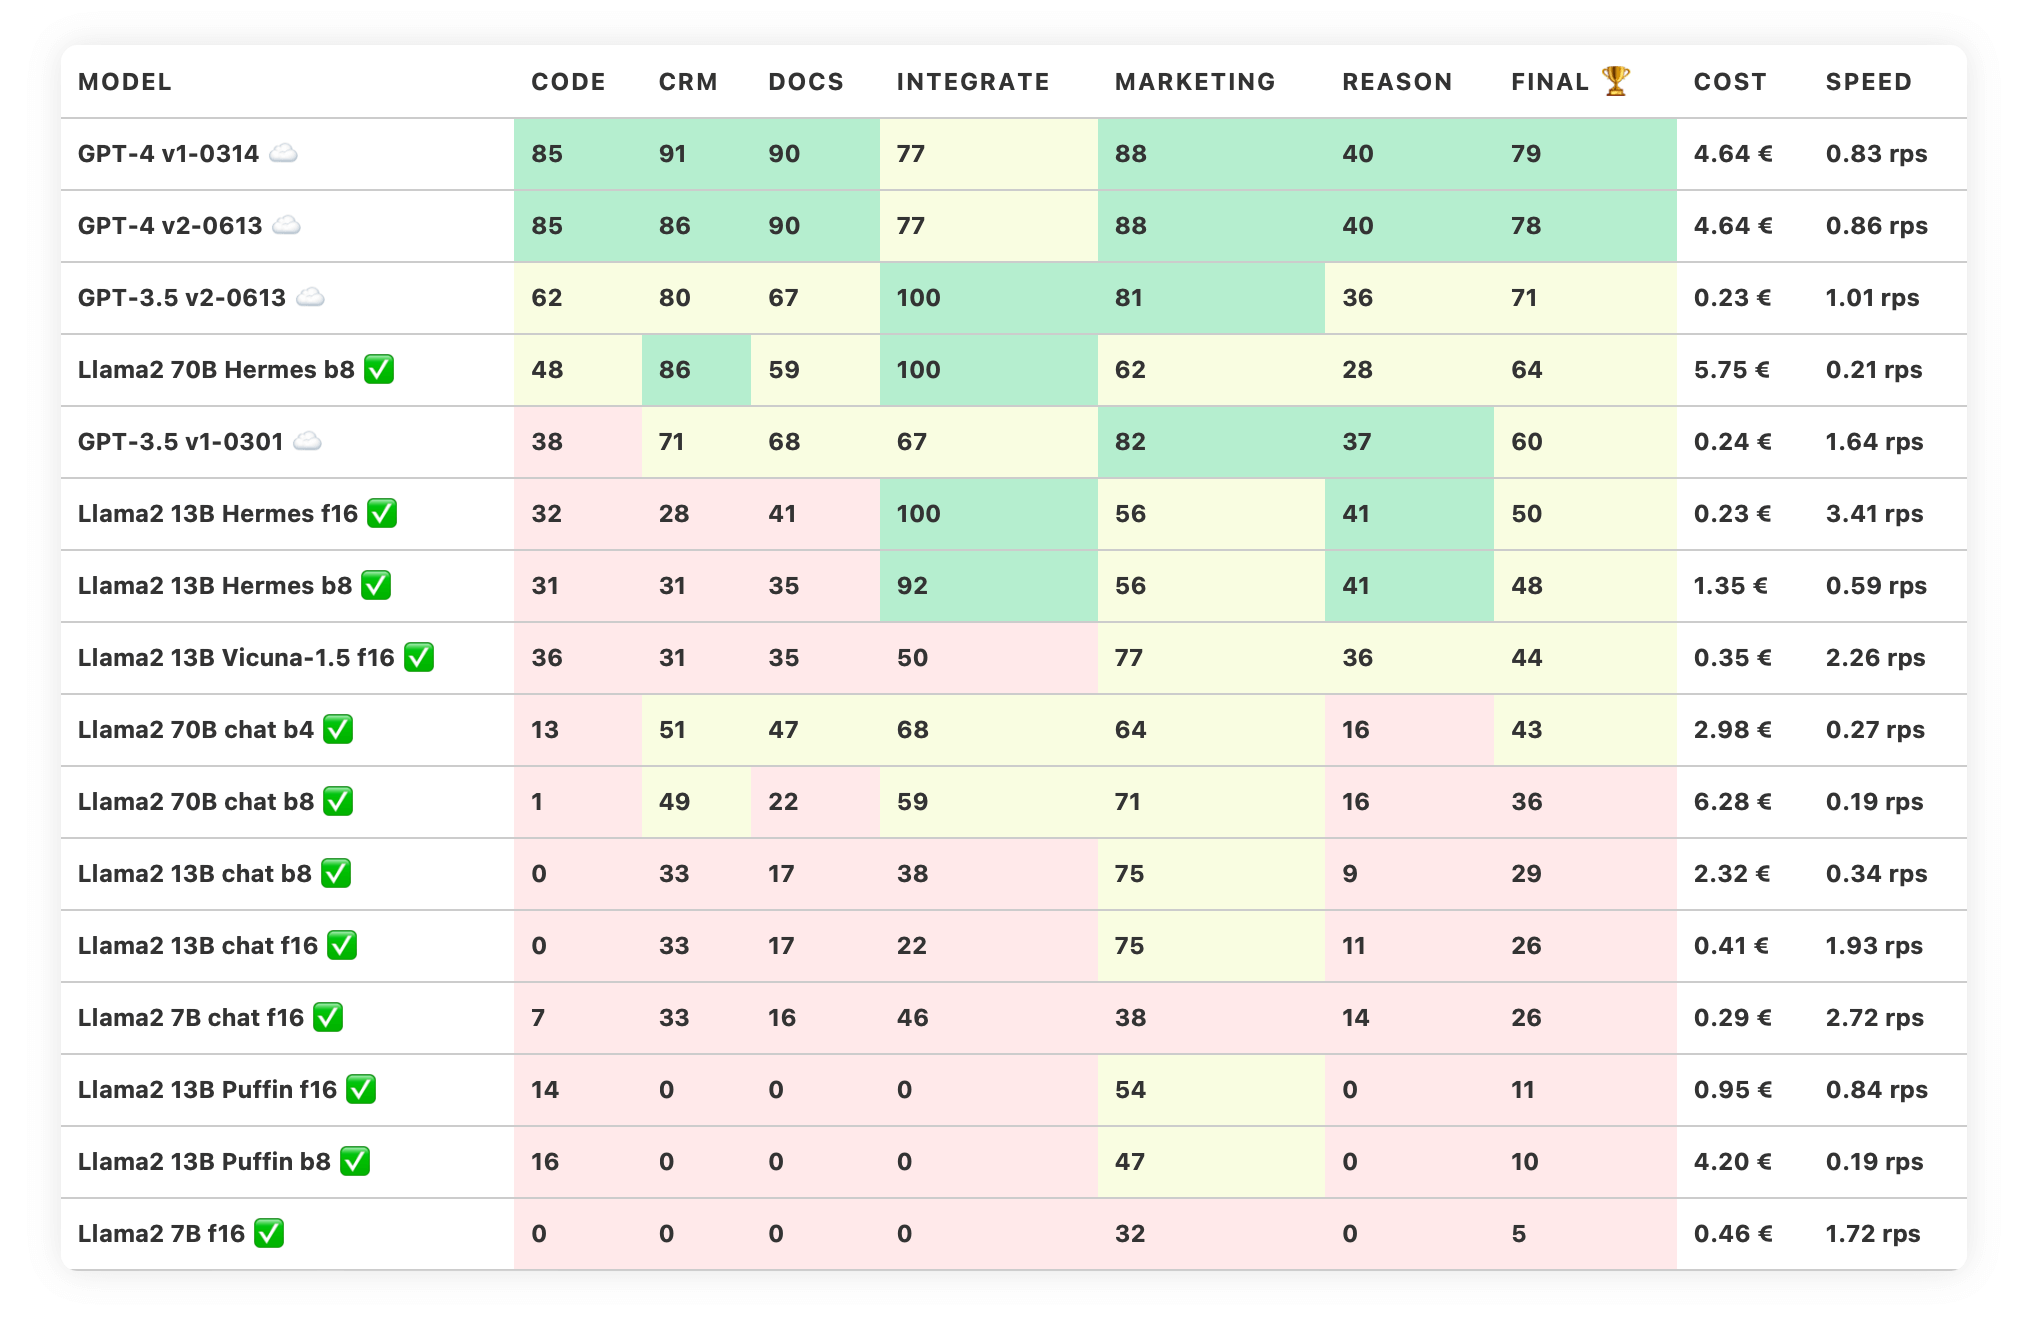 MODEL CODE CRM DOCS INTEGRATE MARKETING REASON FINAL 🏆 COST SPEED
GPT-4 v1-0314 ☁️ 85 91 90 77 88 40 79 4.64 € 0.83 rps
GPT-4 v2-0613 ☁️ 85 86 90 77 88 40 78 4.64 € 0.86 rps
GPT-3.5 v2-0613 ☁️ 62 80 67 100 81 36 71 0.23 € 1.01 rps
Llama2 70B Hermes b8 ✅ 48 86 59 100 62 28 64 5.75 € 0.21 rps
GPT-3.5 v1-0301 ☁️ 38 71 68 67 82 37 60 0.24 € 1.64 rps
Llama2 13B Hermes f16 ✅ 32 28 41 100 56 41 50 0.23 € 3.41 rps
Llama2 13B Hermes b8 ✅ 31 31 35 92 56 41 48 1.35 € 0.59 rps
Llama2 13B Vicuna-1.5 f16 ✅ 36 31 35 50 77 36 44 0.35 € 2.26 rps
Llama2 70B chat b4 ✅ 13 51 47 68 64 16 43 2.98 € 0.27 rps
Llama2 70B chat b8 ✅ 1 49 22 59 71 16 36 6.28 € 0.19 rps
Llama2 13B chat b8 ✅ 0 33 17 38 75 9 29 2.32 € 0.34 rps
Llama2 13B chat f16 ✅ 0 33 17 22 75 11 26 0.41 € 1.93 rps
Llama2 7B chat f16 ✅ 7 33 16 46 38 14 26 0.29 € 2.72 rps
Llama2 13B Puffin f16 ✅ 14 0 0 0 54 0 11 0.95 € 0.84 rps
Llama2 13B Puffin b8 ✅ 16 0 0 0 47 0 10 4.20 € 0.19 rps
Llama2 7B f16 ✅ 0 0 0 0 32 0 5 0.46 € 1.72 rps